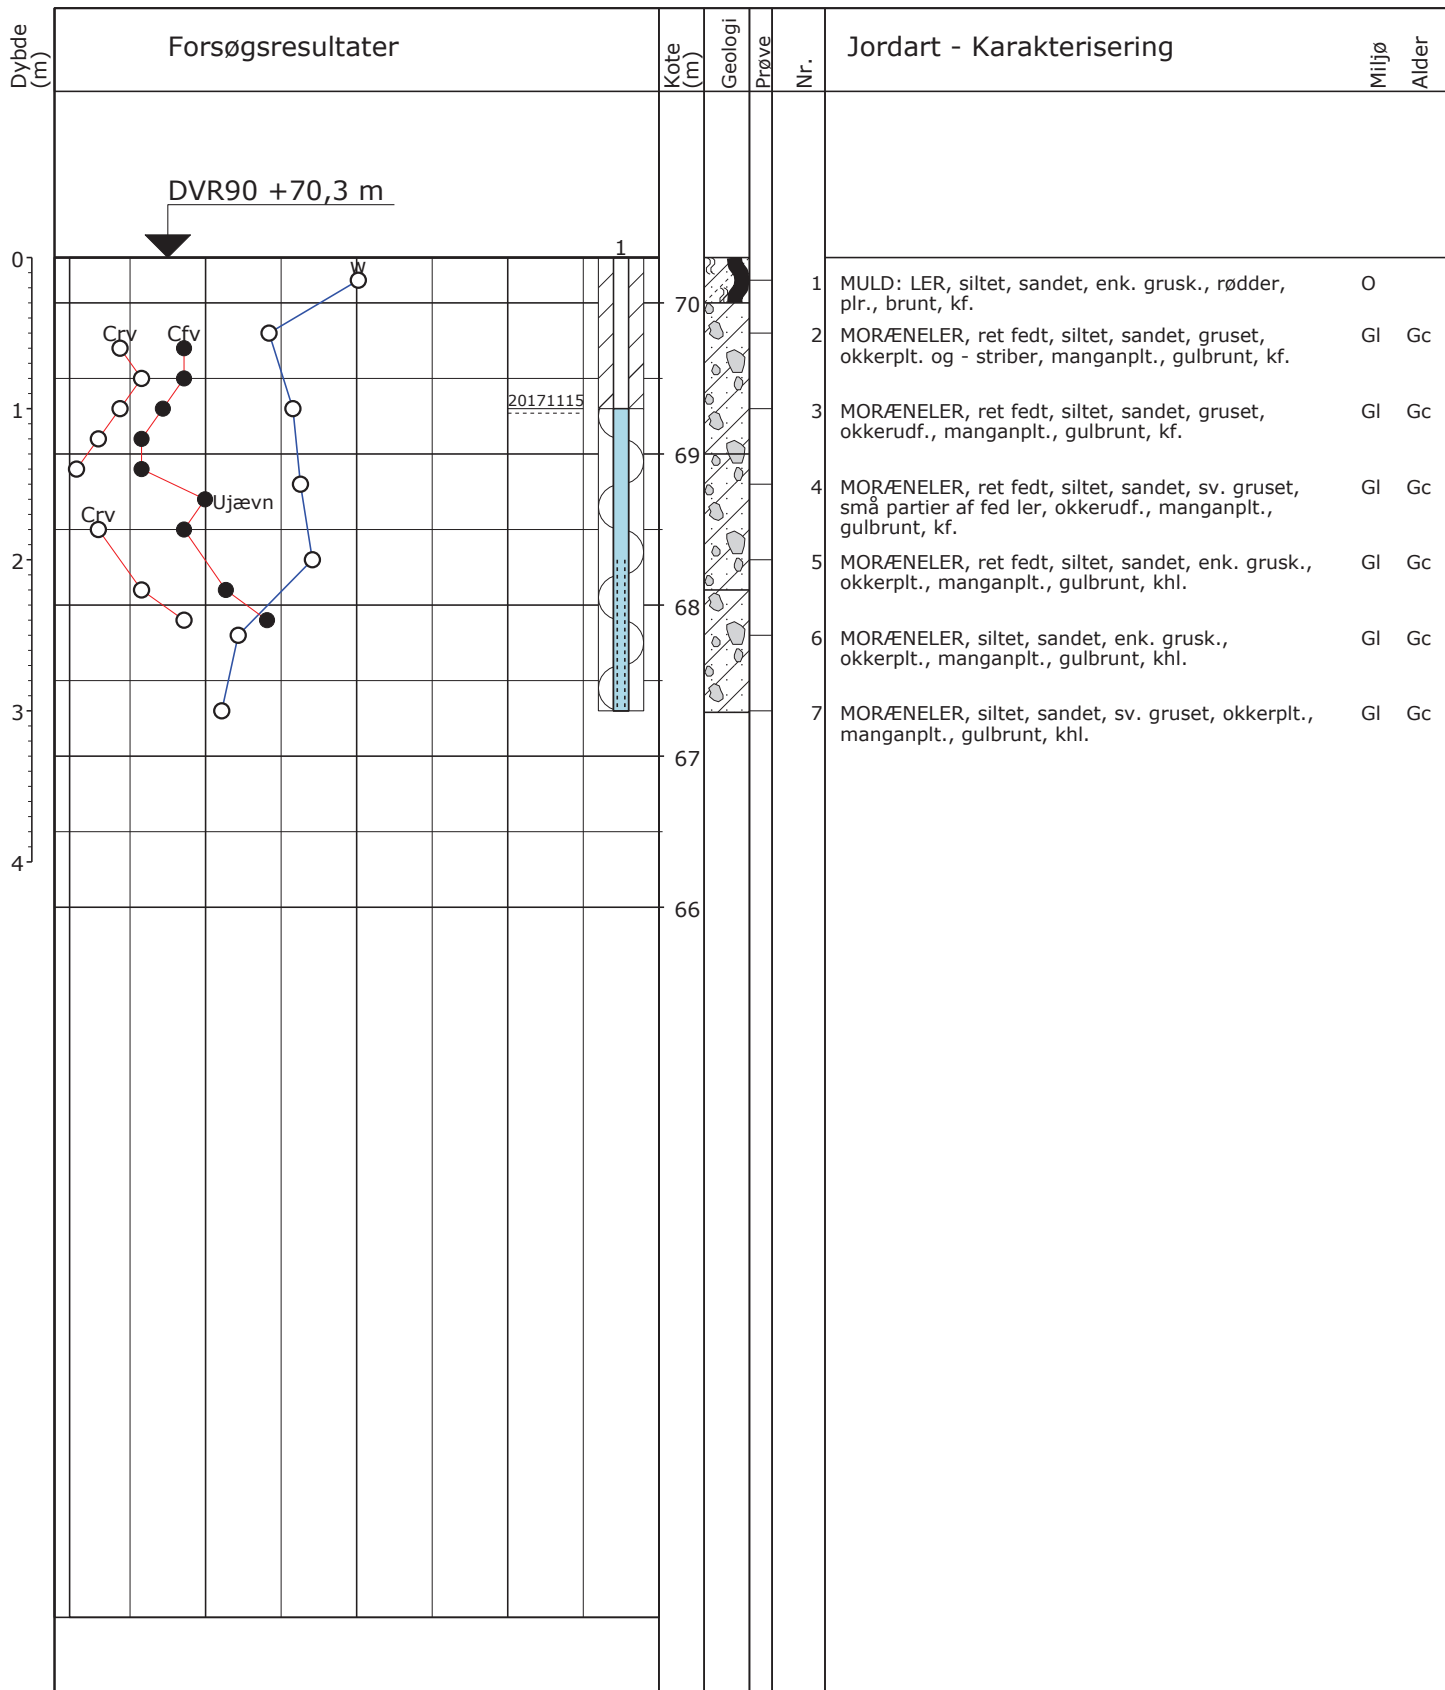 Dybde (m)
Forsøgsresultater
Kote (m)
Geologi
Prøve
Nr.
Jordart - Karakterisering
Miljø
Alder
DVR90 +70,3 m
1
0
1
2
3
4
W
Crv
Cfv
Crv
Ujævn
20171115
70
69
68
67
66
1 MULD: LER, siltet, sandet, enk. grusk., rødder, O
plr., brunt, kf.
2 MORÆNELER, ret fedt, siltet, sandet, gruset, Gl Gc
okkerplt. og - striber, manganplt., gulbrunt, kf.
3 MORÆNELER, ret fedt, siltet, sandet, gruset, Gl Gc
okkerudf., manganplt., gulbrunt, kf.
4 MORÆNELER, ret fedt, siltet, sandet, sv. gruset, Gl Gc
små partier af fed ler, okkerudf., manganplt.,
gulbrunt, kf.
5 MORÆNELER, ret fedt, siltet, sandet, enk. grusk., Gl Gc
okkerplt., manganplt., gulbrunt, khl.
6 MORÆNELER, siltet, sandet, enk. grusk., Gl Gc
okkerplt., manganplt., gulbrunt, khl.
7 MORÆNELER, siltet, sandet, sv. gruset, okkerplt., Gl Gc
manganplt., gulbrunt, khl.